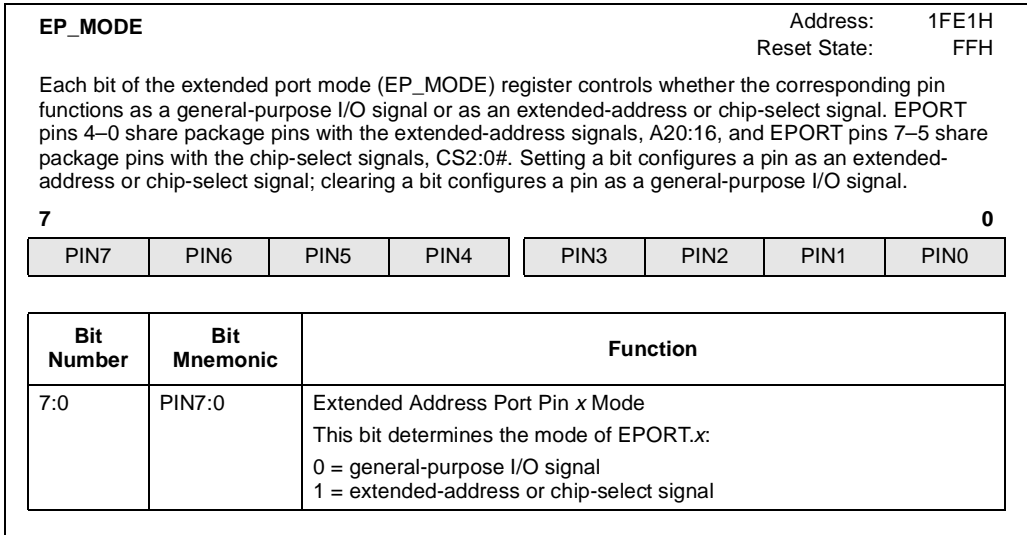 EP_MODE Address: 1FE1H
Reset State: FFH
Each bit of the extended port mode (EP_MODE) register controls whether the corresponding pin
functions as a general-purpose I/O signal or as an extended-address or chip-select signal. EPORT
pins 4–0 share package pins with the extended-address signals, A20:16, and EPORT pins 7–5 share
package pins with the chip-select signals, CS2:0#. Setting a bit configures a pin as an extended-
address or chip-select signal; clearing a bit configures a pin as a general-purpose I/O signal.
7 0
PIN7 PIN6 PIN5 PIN4 PIN3 PIN2 PIN1 PIN0
Bit Number Bit Mnemonic Function
7:0 PIN7:0 Extended Address Port Pin x Mode
This bit determines the mode of EPORT.x:
0 = general-purpose I/O signal
1 = extended-address or chip-select signal